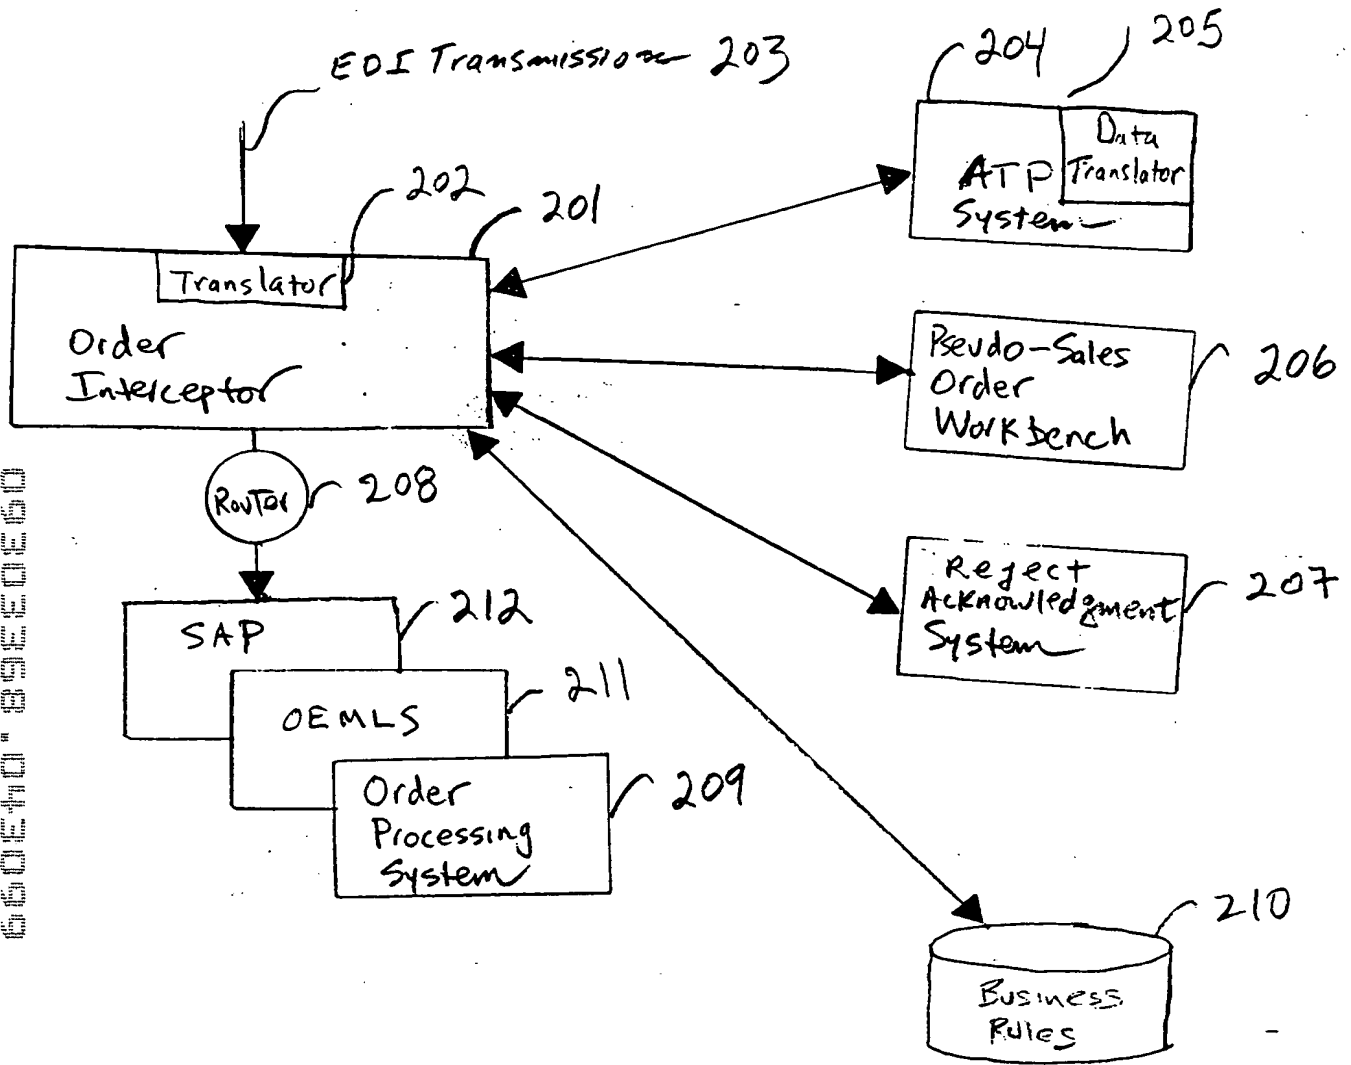 EDI Transmission 203
204
205
Data
Translator
ATP
System
202
201
Translator
Order
Interceptor
Pseudo-Sales
Order
Workbench
206
Router
208
Reject
Acknowledgment
System
207
SAP
212
OEMLS
211
Order
Processing
System
209
210
Business
Rules